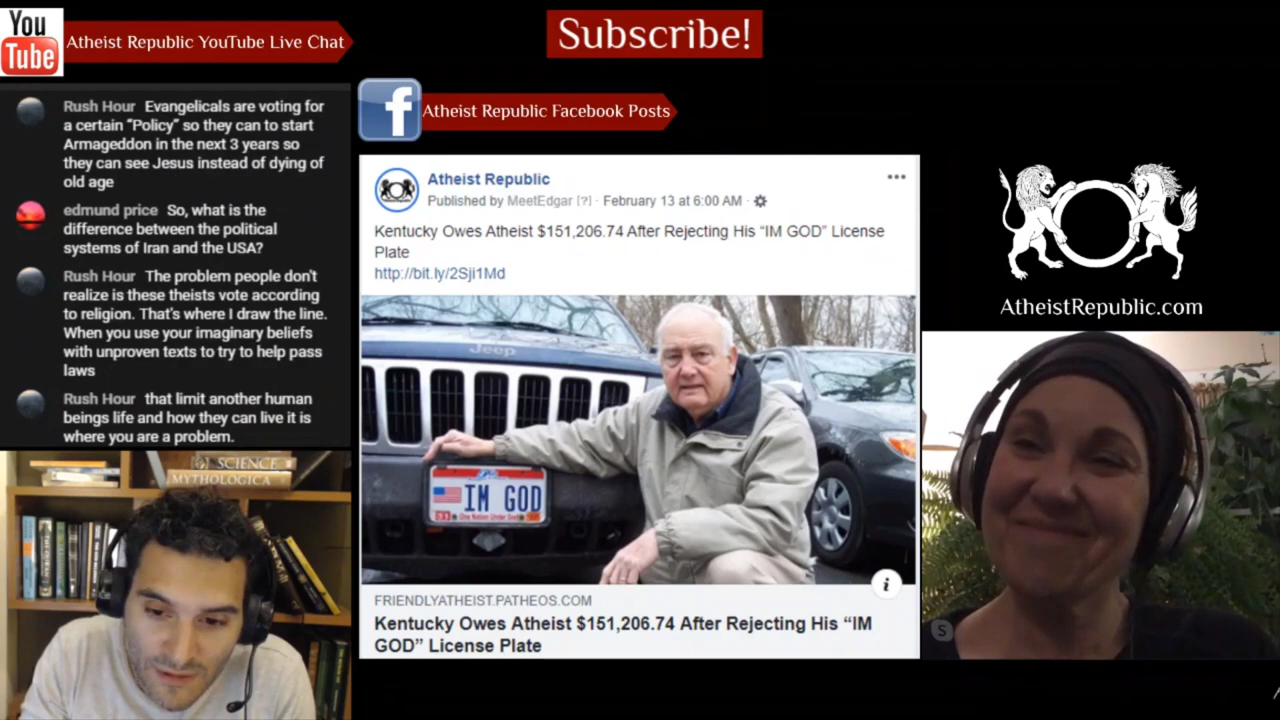 You
Tube
Atheist Republic YouTube Live Chat
Subscribe!
Rush Hour Evangelicals are voting for
a certain “Policy” so they can to start
Armageddon in the next 3 years so
they can see Jesus instead of dying of
old age
edmund price So, what is the
difference between the political
systems of Iran and the USA?
Rush Hour The problem people don't
realize is these theists vote according
to religion. That's where I draw the line.
When you use your imaginary beliefs
with unproven texts to try to help pass
laws
Rush Hour that limit another human
beings life and how they can live it is
where you are a problem.
f
Atheist Republic Facebook Posts
Atheist Republic
Published by MeetEdgar [?] · February 13 at 6:00 AM ·
Kentucky Owes Atheist $151,206.74 After Rejecting His “IM GOD” License
Plate
http://bit.ly/2Sji1Md
Jeep
IM GOD
One Nation Under God
i
FRIENDLYATHEIST.PATHEOS.COM
Kentucky Owes Atheist $151,206.74 After Rejecting His “IM
GOD” License Plate
AtheistRepublic.com
SCIENCE
MYTHOLOGICA
S